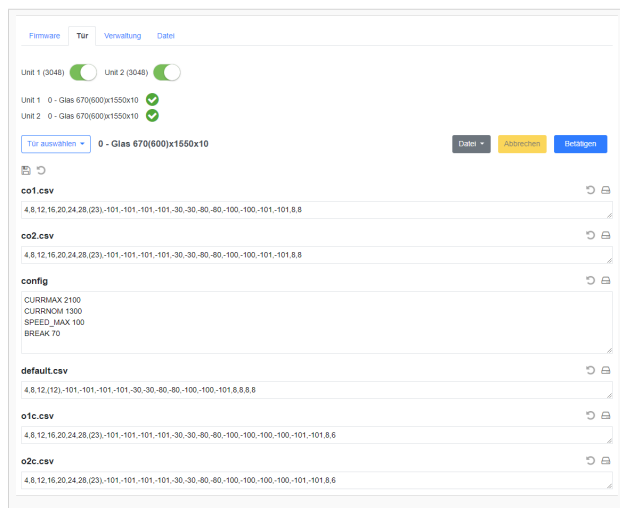 Firmware Tür Verwaltung Datei
Unit 1 (3048) Unit 2 (3048)
Unit 1 0 - Glas 670(600)x1550x10
Unit 2 0 - Glas 670(600)x1550x10
Tür auswählen 0 - Glas 670(600)x1550x10 Datei Abbrechen Betätigen
co1.csv
4,8,12,16,20,24,28,(23),-101,-101,-101,-101,-30,-30,-80,-80,-100,-100,-101,-101,8,8
co2.csv
4,8,12,16,20,24,28,(23),-101,-101,-101,-101,-30,-30,-80,-80,-100,-100,-101,-101,8,8
config
CURRMAX 2100
CURRNOM 1300
SPEED_MAX 100
BREAK 70
default.csv
4,8,12,(12),-101,-101,-101,-101,-30,-30,-80,-80,-100,-100,-101,8,8,8,8
o1c.csv
4,8,12,16,20,24,28,(23),-101,-101,-101,-101,-30,-30,-80,-80,-100,-100,-100,-100,-101,-101,8,6
o2c.csv
4,8,12,16,20,24,28,(23),-101,-101,-101,-101,-30,-30,-80,-80,-100,-100,-100,-100,-101,-101,8,6